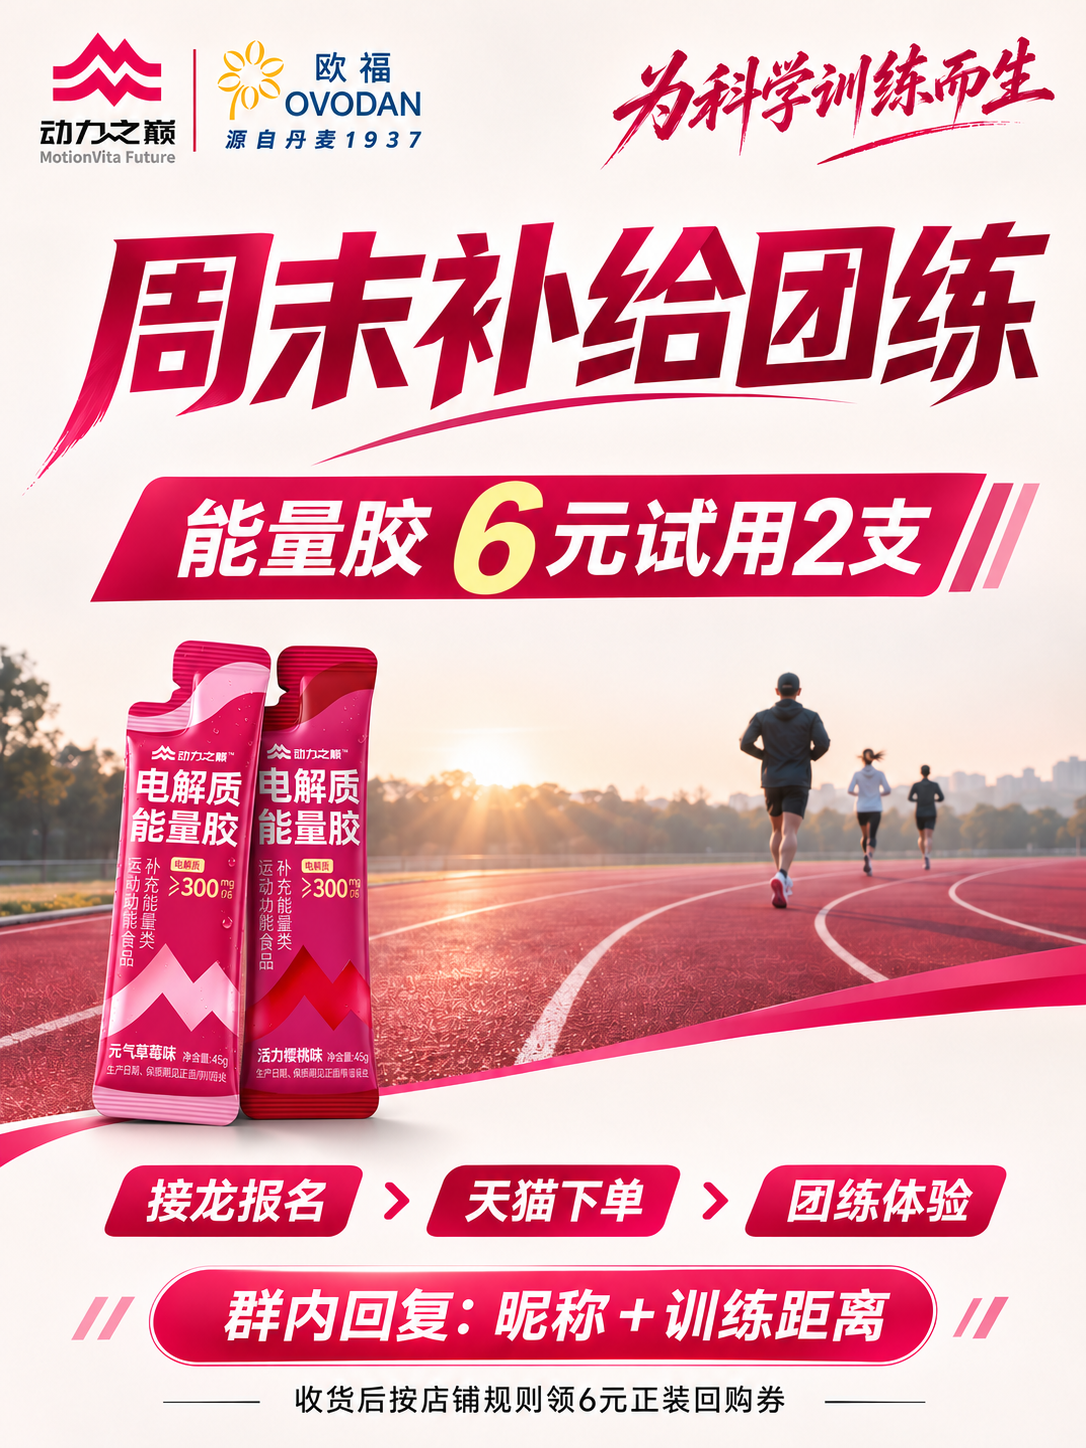 动力之巅
MotionVita Future
欧福
OVODAN
源自丹麦1937
为科学训练而生
周末补给团练
能量胶6元试用2支
动力之巅™
电解质
能量胶
补充能量类
运动功能食品
电解质
≥300mg
元气草莓味 净含量:45g
动力之巅™
电解质
能量胶
补充能量类
运动功能食品
电解质
≥300mg
活力樱桃味 净含量:45g
接龙报名 > 天猫下单 > 团练体验
群内回复：昵称+训练距离
收货后按店铺规则领6元正装回购券